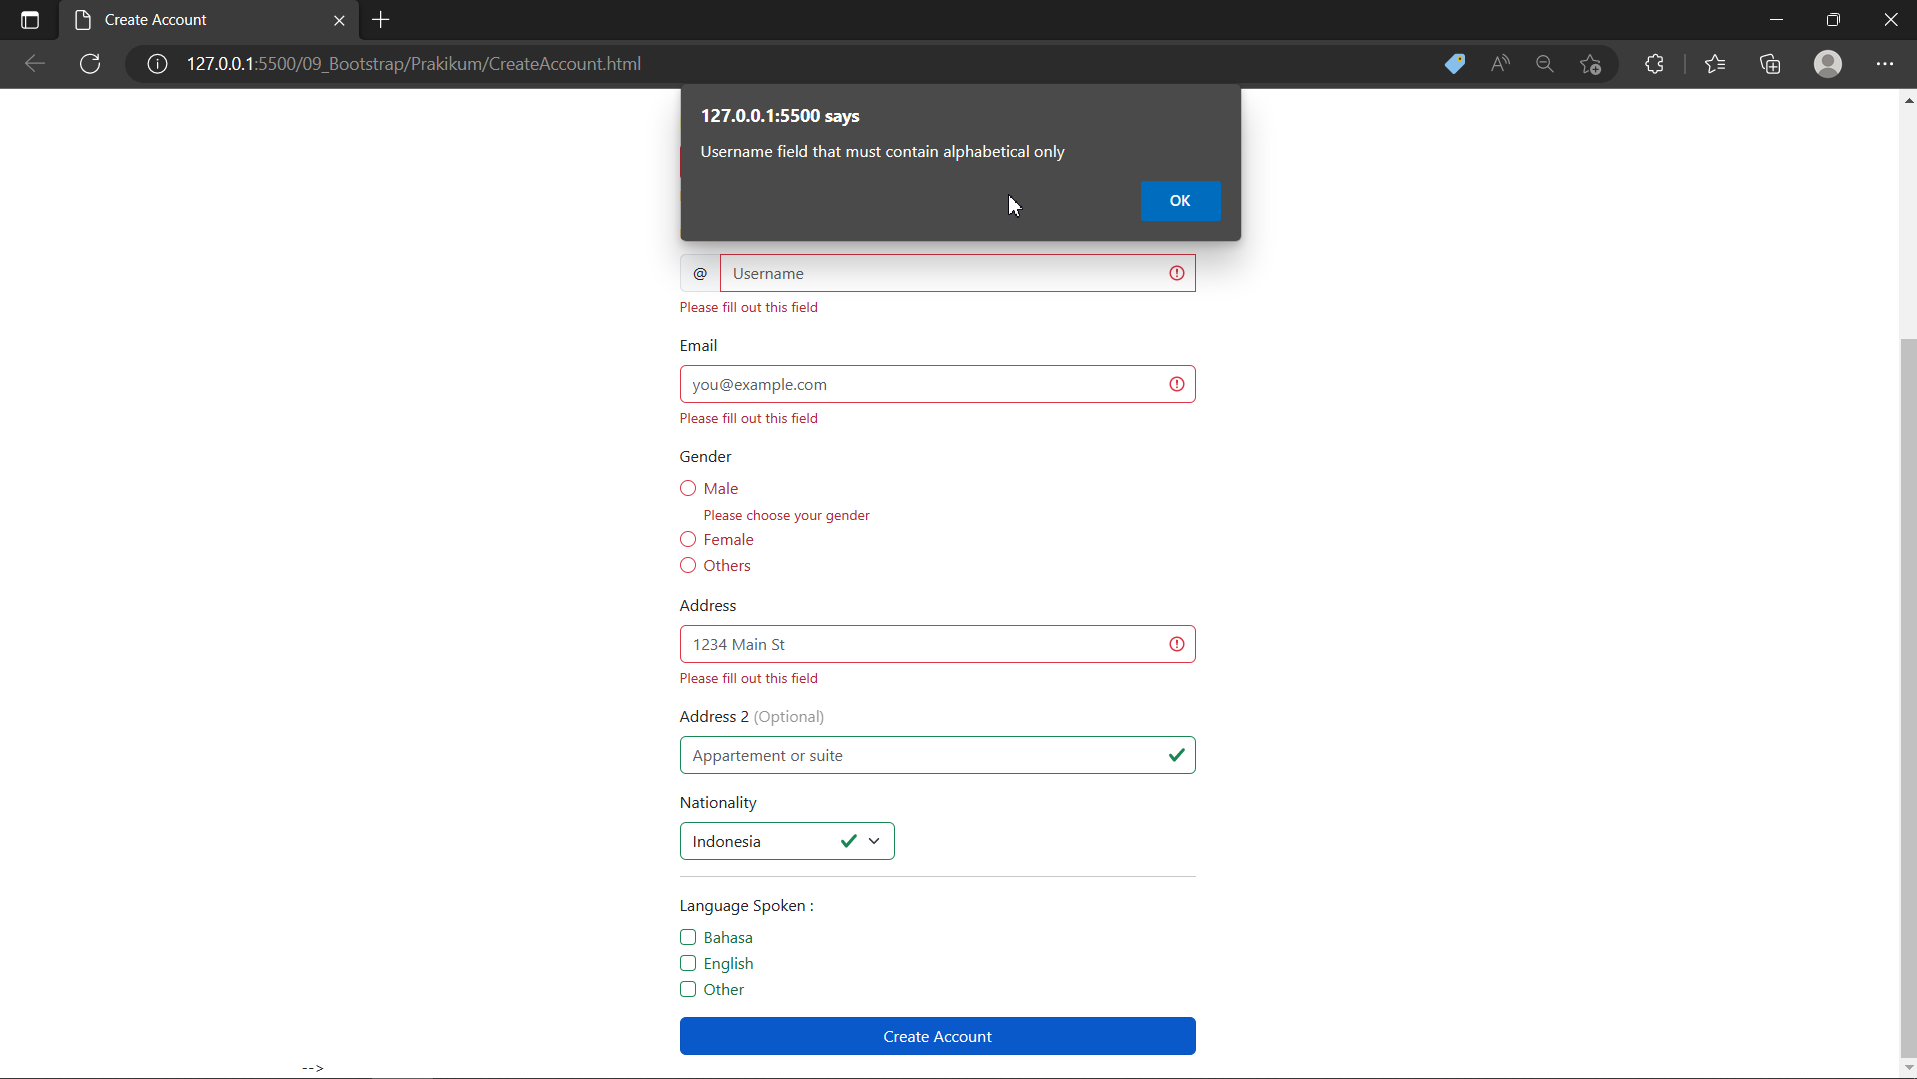 Create Account
127.0.0.1:5500/09_Bootstrap/Prakikum/CreateAccount.html
127.0.0.1:5500 says
Username field that must contain alphabetical only
OK
@ Username
Please fill out this field
Email
you@example.com
Please fill out this field
Gender
Male
Please choose your gender
Female
Others
Address
1234 Main St
Please fill out this field
Address 2 (Optional)
Appartement or suite
Nationality
Indonesia
Language Spoken :
Bahasa
English
Other
Create Account
-->